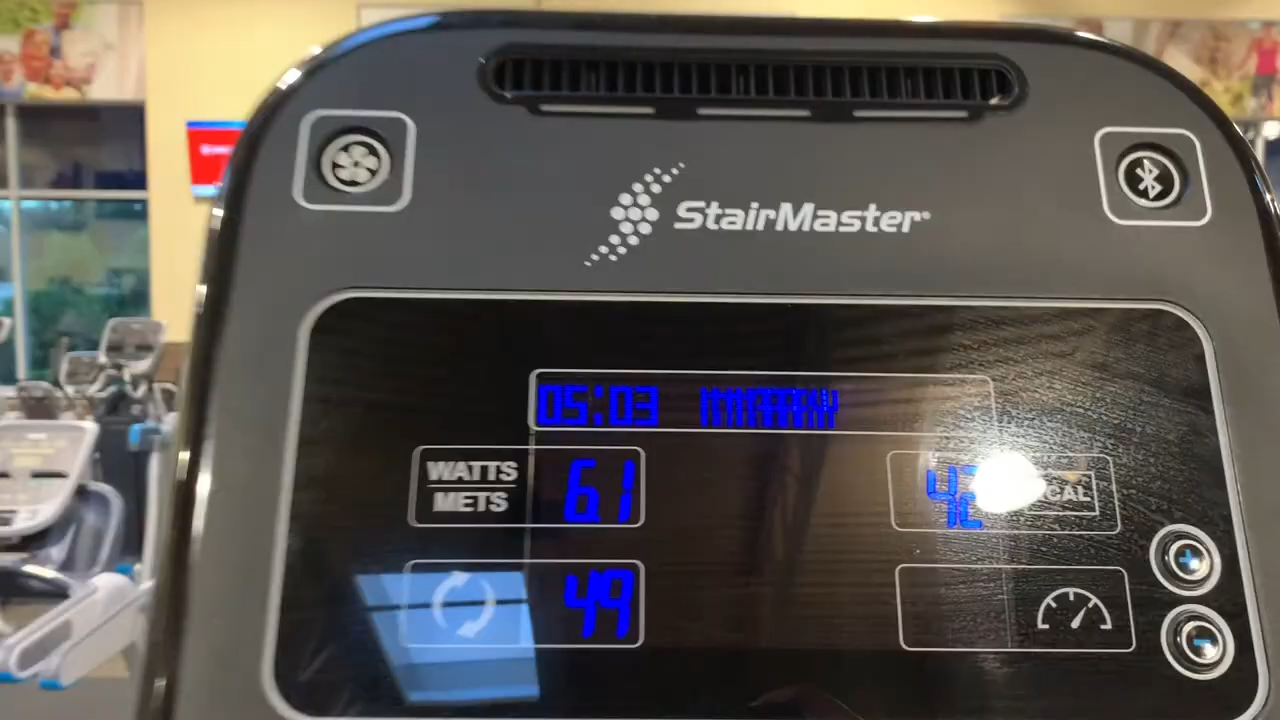 StairMaster
05:03
WATTS 6.1
METS
CAL
49
+
-